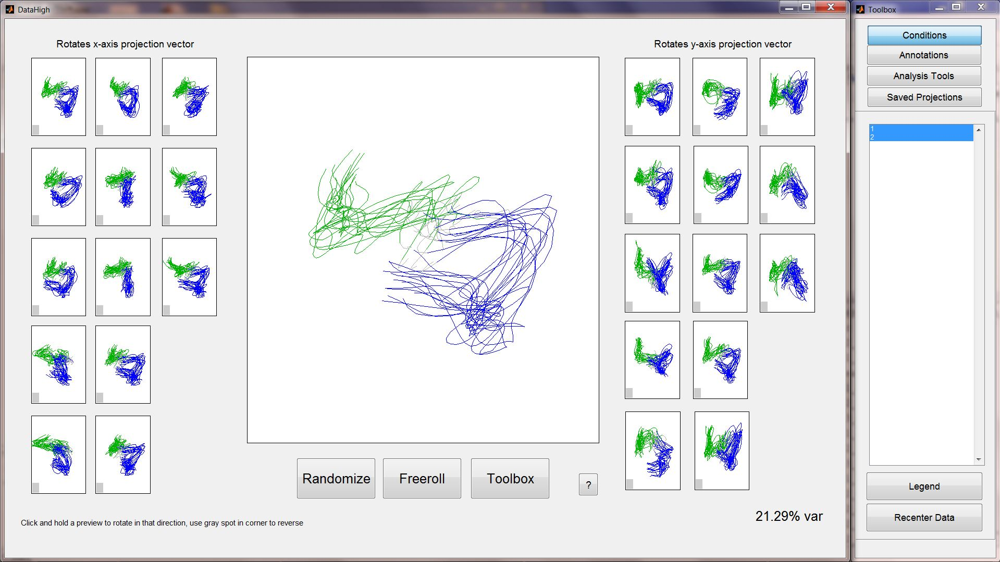 DataHigh
Rotates x-axis projection vector
Rotates y-axis projection vector
Randomize
Freeroll
Toolbox
?
Click and hold a preview to rotate in that direction, use gray spot in corner to reverse
21.29% var
Toolbox
Conditions
Annotations
Analysis Tools
Saved Projections
1
2
Legend
Recenter Data